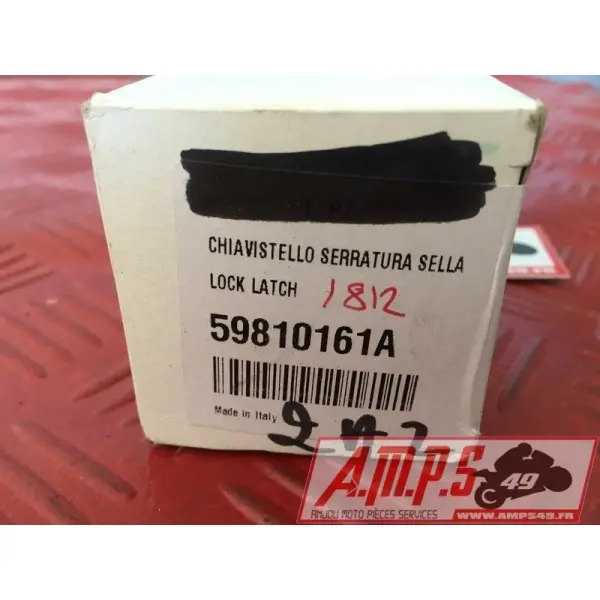 CHIAVISTELLO SERRATURA SELLA
LOCK LATCH 1812
59810161A
Made in Italy
A.M.P.S 49
ANJOU MOTO PIÈCES SERVICES
WWW.AMPS49.FR